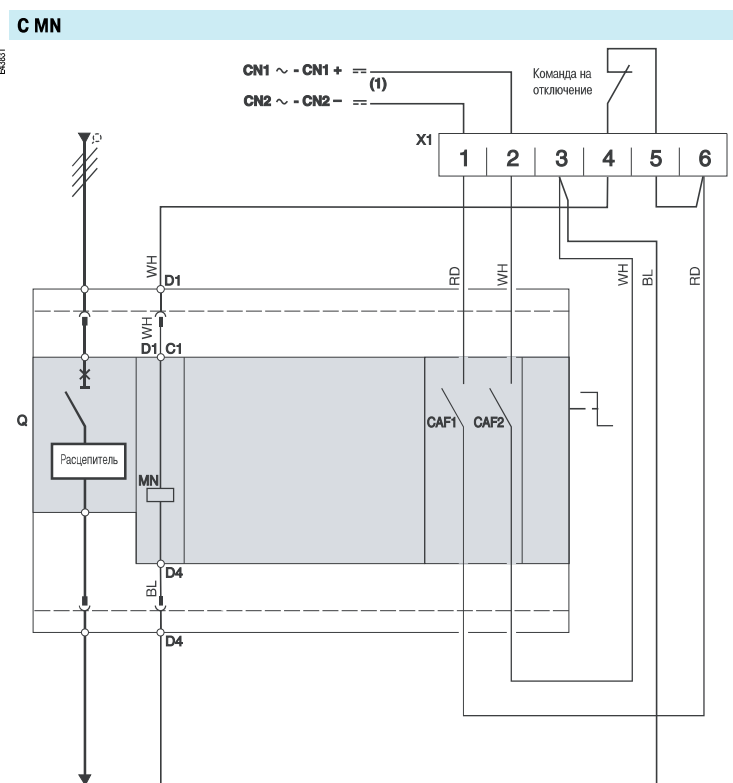 C MN
E43831
CN1 ~ - CN1 + ⎓
(1)
CN2 ~ - CN2 – ⎓
Команда на
отключение
X1
1 2 3 4 5 6
WH
D1
RD
WH
WH
BL
RD
WH
D1 C1
Q
CAF1
CAF2
Расцепитель
MN
D4
BL
D4